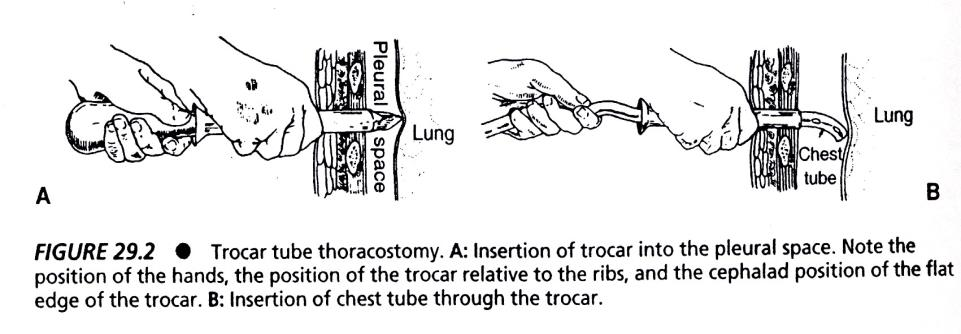 Pleural space
Lung
A
Lung
Chest
tube
B
FIGURE 29.2 ● Trocar tube thoracostomy. A: Insertion of trocar into the pleural space. Note the
position of the hands, the position of the trocar relative to the ribs, and the cephalad position of the flat
edge of the trocar. B: Insertion of chest tube through the trocar.